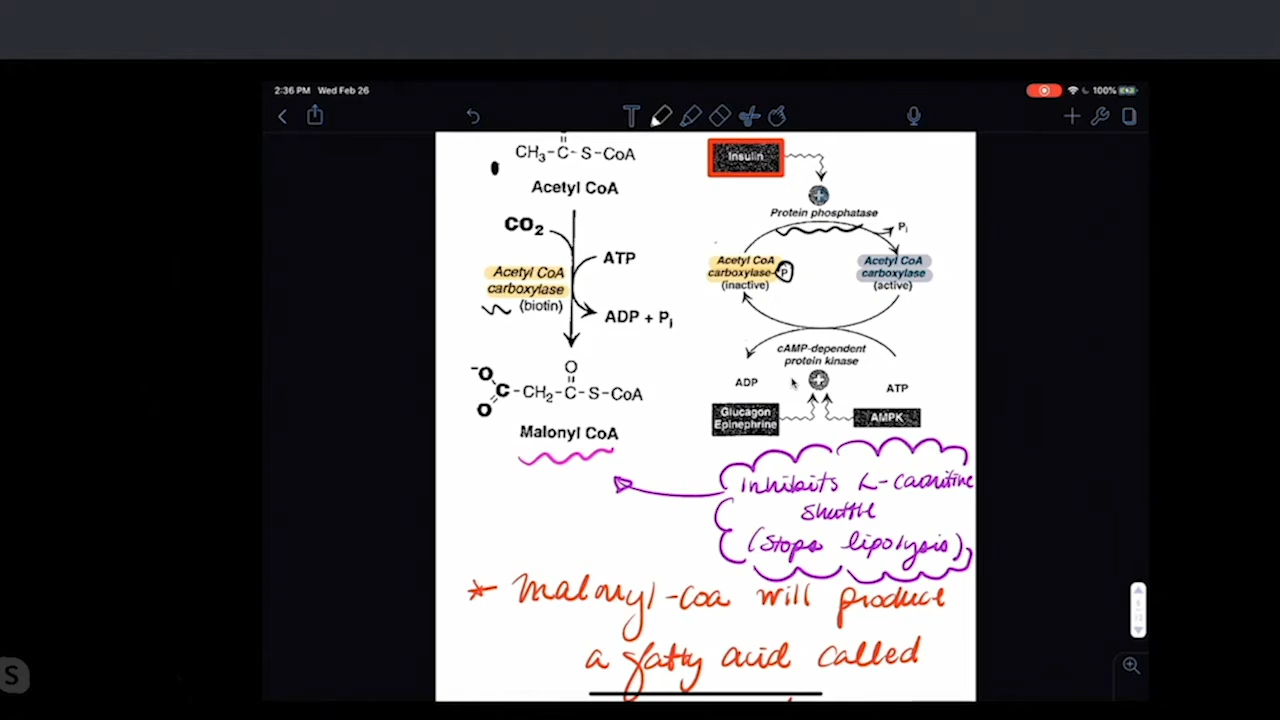 2:36 PM Wed Feb 26
100%
T
CH₃-C-S-CoA
Acetyl CoA
CO₂
ATP
Acetyl CoA
carboxylase
(biotin)
ADP + Pi
⁻O
O
C-CH₂-C-S-CoA
O
Malonyl CoA
Insulin
+
Protein phosphatase
Pi
Acetyl CoA
carboxylase-P
(inactive)
Acetyl CoA
carboxylase
(active)
cAMP-dependent
protein kinase
ADP
+
ATP
Glucagon
Epinephrine
AMPK
Inhibits L-carnitine
shuttle
(stops lipolysis)
* Malonyl-coa will produce
a fatty acid called
S